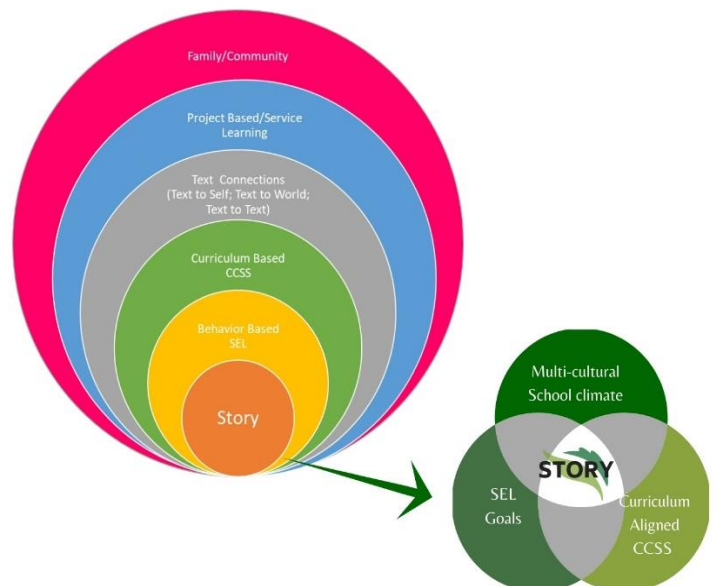 Family/Community
Project Based/Service
Learning
Text Connections
(Text to Self; Text to World;
Text to Text)
Curriculum Based
CCSS
Behavior Based
SEL
Story
Multi-cultural
School climate
STORY
SEL
Goals
Curriculum
Aligned
CCSS